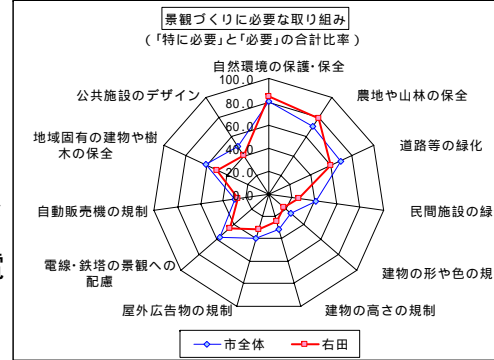 景観づくりに必要な取り組み
(「特に必要」と「必要」の合計比率)
自然環境の保護・保全
農地や山林の保全
道路等の緑化
民間施設の緑
建物の形や色の規
建物の高さの規制
屋外広告物の規制
電線・鉄塔の景観への
配慮
自動販売機の規制
地域固有の建物や樹
木の保全
公共施設のデザイン
100.0
80.0
60.0
40.0
20.0
0.0
市全体
右田